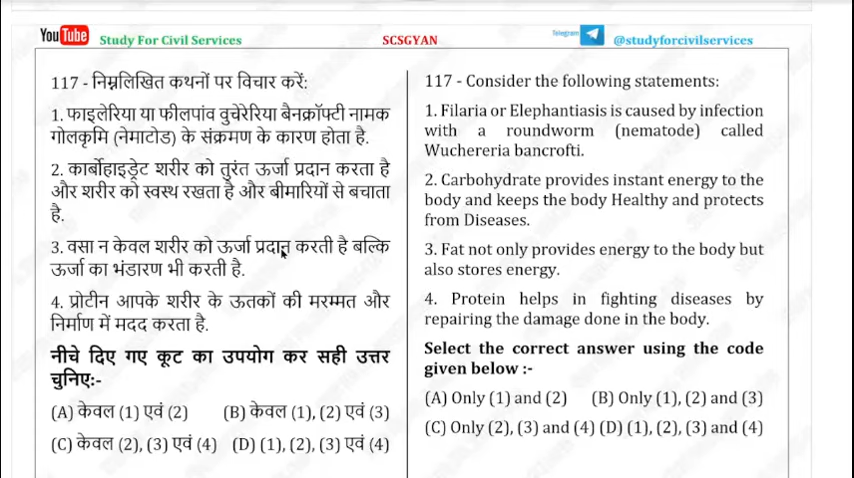 YouTube Study For Civil Services
SCSGYAN
Telegram @studyforcivilservices
117 - निम्नलिखित कथनों पर विचार करें:
1. फाइलेरिया या फीलपांव वुचेरेरिया बैनक्रॉफ्टी नामक
गोलकृमि (नेमाटोड) के संक्रमण के कारण होता है.
2. कार्बोहाइड्रेट शरीर को तुरंत ऊर्जा प्रदान करता है
और शरीर को स्वस्थ रखता है और बीमारियों से बचाता
है.
3. वसा न केवल शरीर को ऊर्जा प्रदान करती है बल्कि
ऊर्जा का भंडारण भी करती है.
4. प्रोटीन आपके शरीर के ऊतकों की मरम्मत और
निर्माण में मदद करता है.
नीचे दिए गए कूट का उपयोग कर सही उत्तर
चुनिए:-
(A) केवल (1) एवं (2) (B) केवल (1), (2) एवं (3)
(C) केवल (2), (3) एवं (4) (D) (1), (2), (3) एवं (4)
117 - Consider the following statements:
1. Filaria or Elephantiasis is caused by infection
with a roundworm (nematode) called
Wuchereria bancrofti.
2. Carbohydrate provides instant energy to the
body and keeps the body Healthy and protects
from Diseases.
3. Fat not only provides energy to the body but
also stores energy.
4. Protein helps in fighting diseases by
repairing the damage done in the body.
Select the correct answer using the code
given below :-
(A) Only (1) and (2) (B) Only (1), (2) and (3)
(C) Only (2), (3) and (4) (D) (1), (2), (3) and (4)